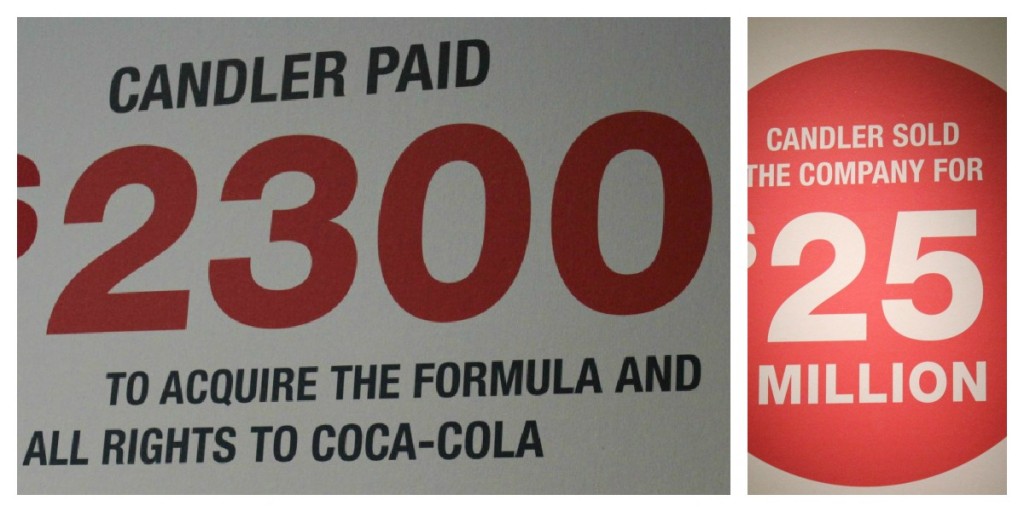 CANDLER PAID
$2300
TO ACQUIRE THE FORMULA AND
ALL RIGHTS TO COCA-COLA
CANDLER SOLD
THE COMPANY FOR
$25
MILLION